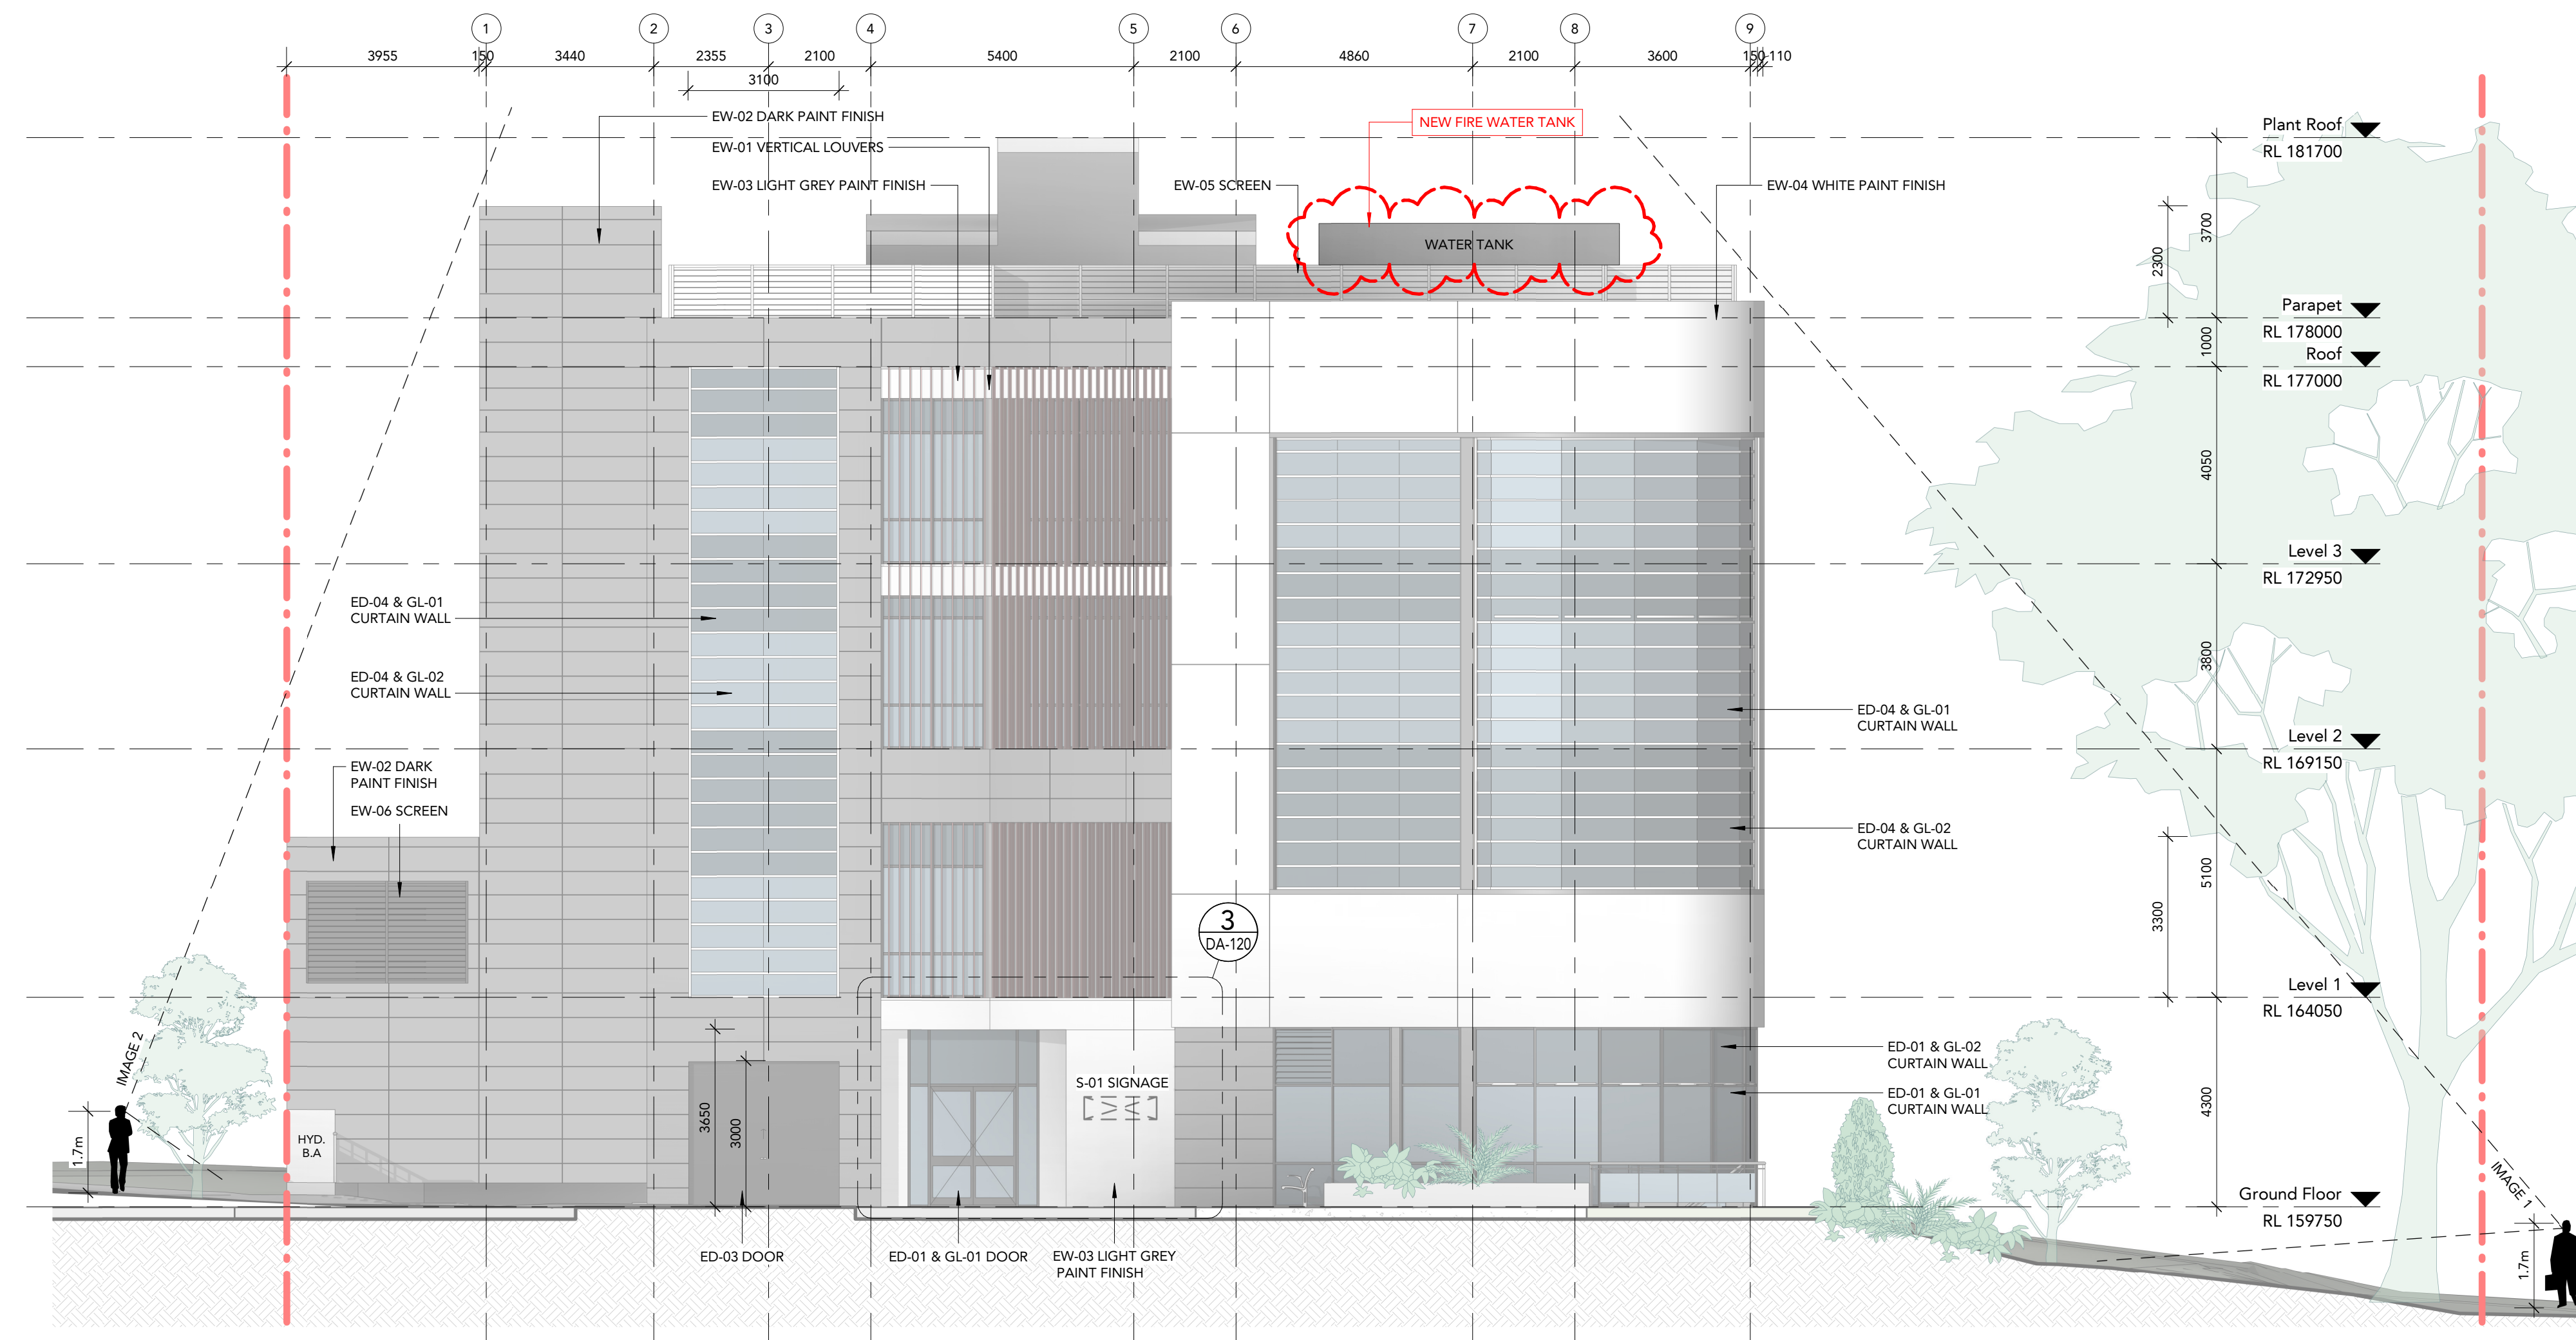 1
2
3
4
5
6
7
8
9
3955
150
3440
2355
2100
5400
2100
4860
2100
3600
150
110
3100
EW-02 DARK PAINT FINISH
EW-01 VERTICAL LOUVERS
EW-03 LIGHT GREY PAINT FINISH
EW-05 SCREEN
NEW FIRE WATER TANK
EW-04 WHITE PAINT FINISH
WATER TANK
Plant Roof
RL 181700
3700
2300
Parapet
RL 178000
1000
Roof
RL 177000
4050
Level 3
RL 172950
3800
Level 2
RL 169150
5100
3300
Level 1
RL 164050
4300
Ground Floor
RL 159750
ED-04 & GL-01
CURTAIN WALL
ED-04 & GL-02
CURTAIN WALL
EW-02 DARK
PAINT FINISH
EW-06 SCREEN
ED-04 & GL-01
CURTAIN WALL
ED-04 & GL-02
CURTAIN WALL
3
DA-120
ED-01 & GL-02
CURTAIN WALL
ED-01 & GL-01
CURTAIN WALL
S-01 SIGNAGE
IMAGE 2
1.7m
HYD.
B.A
3650
3000
IMAGE 1
1.7m
ED-03 DOOR
ED-01 & GL-01 DOOR
EW-03 LIGHT GREY
PAINT FINISH